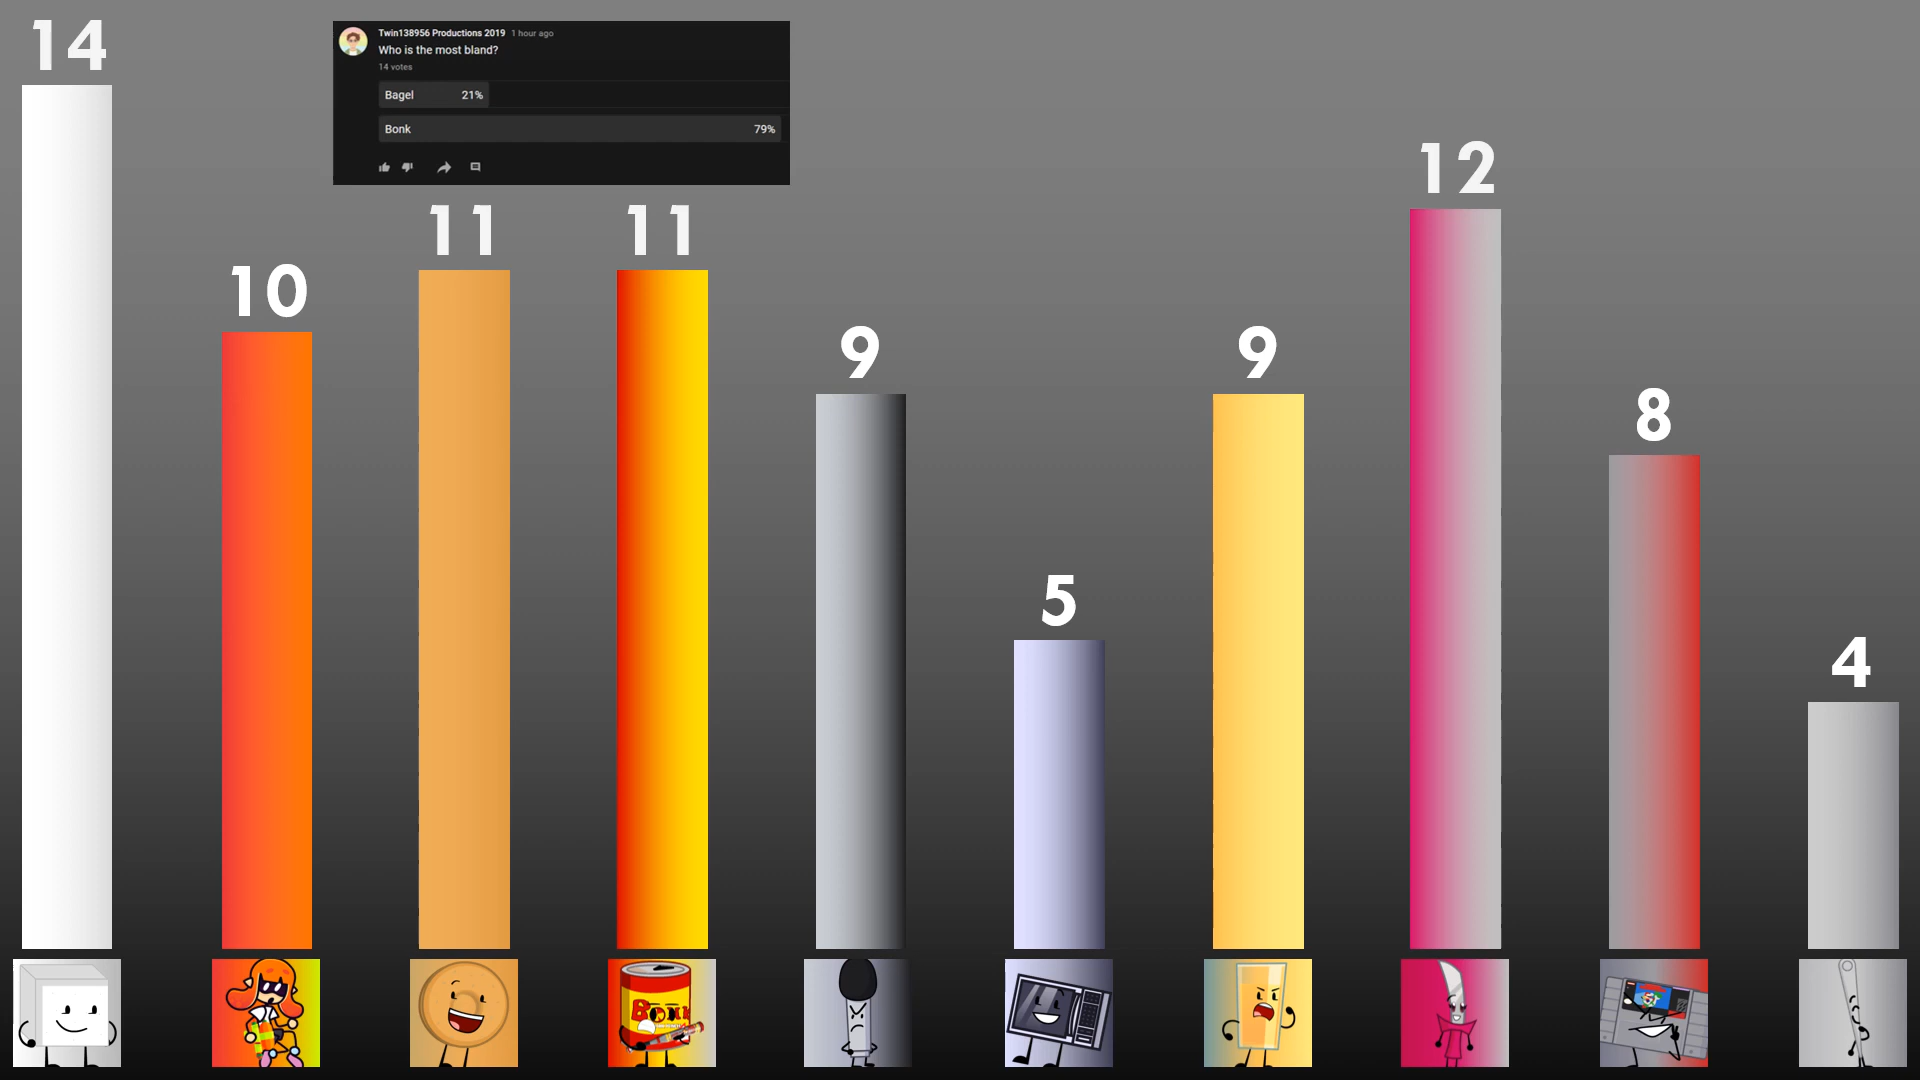 14
Twin138956 Productions 2019 1 hour ago
Who is the most bland?
14 votes
Bagel 21%
Bonk 79%
12
11
11
10
9
9
8
5
4
BONK